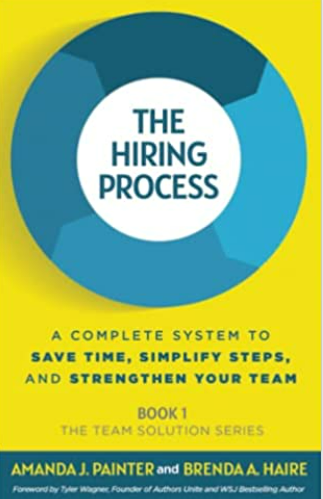 THE
HIRING
PROCESS
A COMPLETE SYSTEM TO
SAVE TIME, SIMPLIFY STEPS,
AND STRENGTHEN YOUR TEAM
BOOK 1
THE TEAM SOLUTION SERIES
AMANDA J. PAINTER and BRENDA A. HAIRE
Foreword by Tyler Wagner, Founder of Authors Unite and WSJ Bestselling Author